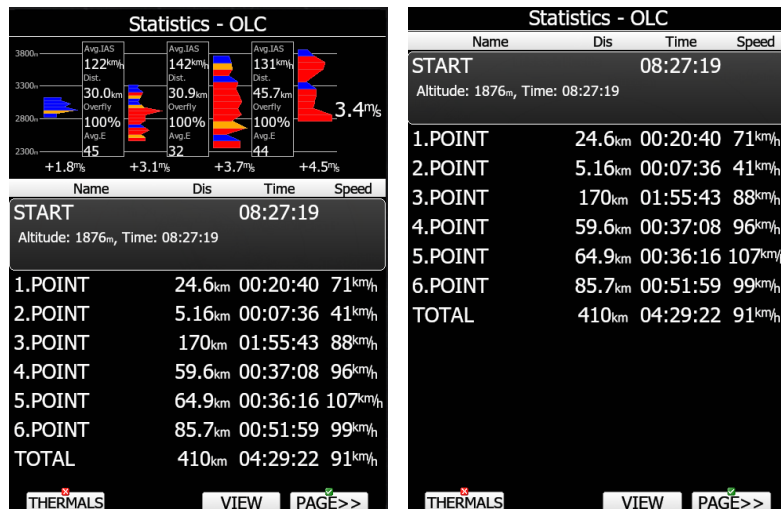 Statistics - OLC
Avg.IAS Avg.IAS Avg.IAS
3800m 122km/h 142km/h 131km/h
Dist. Dist. Dist.
3300m 30.0km 30.9km 45.7km
Overfly Overfly Overfly
2800m 100% 100% 100% 3.4m/s
Avg.E Avg.E Avg.E
2300m 45 32 44
+1.8m/s +3.1m/s +3.7m/s +4.5m/s
Name Dis Time Speed
START 08:27:19
Altitude: 1876m, Time: 08:27:19
1.POINT 24.6km 00:20:40 71km/h
2.POINT 5.16km 00:07:36 41km/h
3.POINT 170km 01:55:43 88km/h
4.POINT 59.6km 00:37:08 96km/h
5.POINT 64.9km 00:36:16 107km/h
6.POINT 85.7km 00:51:59 99km/h
TOTAL 410km 04:29:22 91km/h
THERMALS VIEW PAGE>>
Statistics - OLC
Name Dis Time Speed
START 08:27:19
Altitude: 1876m, Time: 08:27:19
1.POINT 24.6km 00:20:40 71km/h
2.POINT 5.16km 00:07:36 41km/h
3.POINT 170km 01:55:43 88km/h
4.POINT 59.6km 00:37:08 96km/h
5.POINT 64.9km 00:36:16 107km/h
6.POINT 85.7km 00:51:59 99km/h
TOTAL 410km 04:29:22 91km/h
THERMALS VIEW PAGE>>